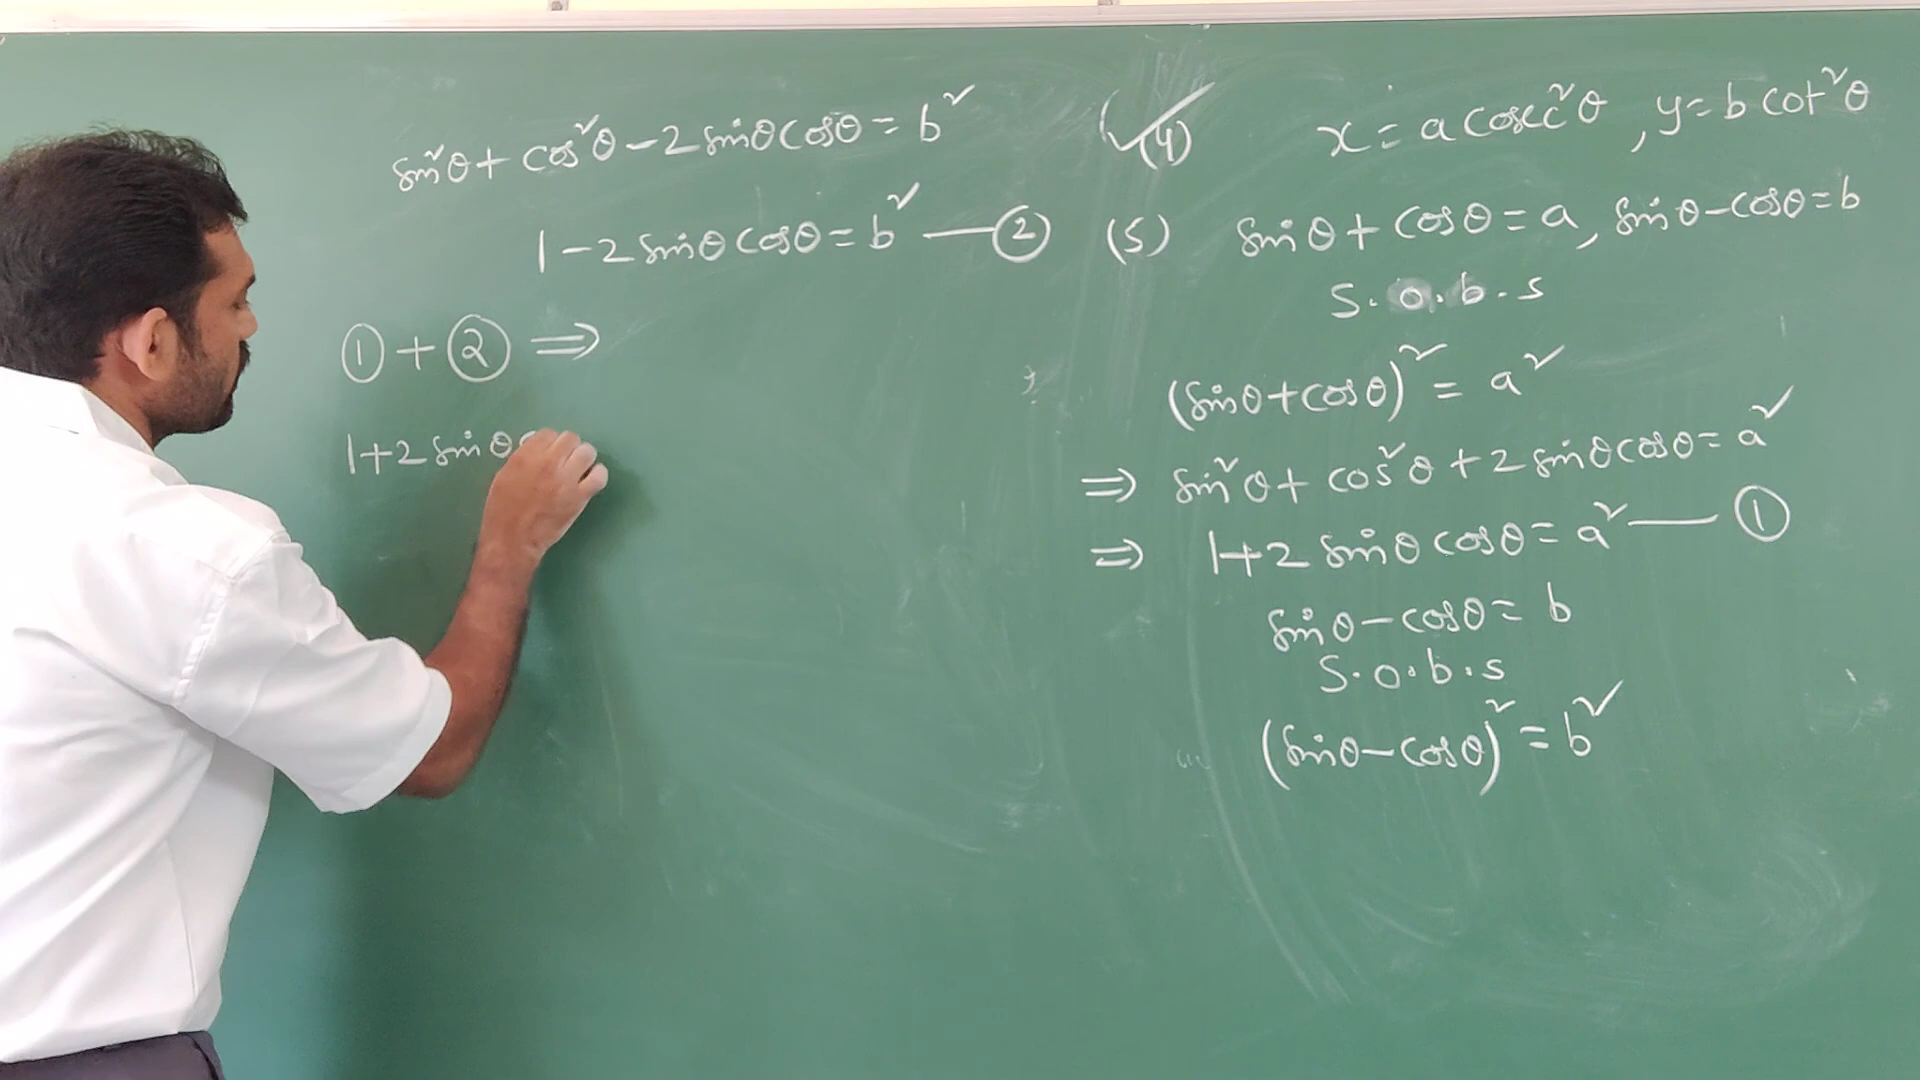 sin²θ + cos²θ - 2 sinθ cosθ = b²
1 - 2 sinθ cosθ = b² — ②
① + ② ⇒
1 + 2 sinθ
(4) x = a cosec²θ, y = b cot²θ
(5) sinθ + cosθ = a, sinθ - cosθ = b
S.o.b.s
(sinθ + cosθ)² = a²
⇒ sin²θ + cos²θ + 2 sinθ cosθ = a²
⇒ 1 + 2 sinθ cosθ = a² — ①
sinθ - cosθ = b
S.o.b.s
(sinθ - cosθ)² = b²